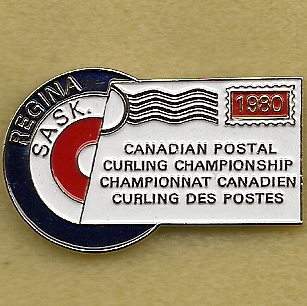 REGINA
SASK.
1980
CANADIAN POSTAL
CURLING CHAMPIONSHIP
CHAMPIONNAT CANADIEN
CURLING DES POSTES